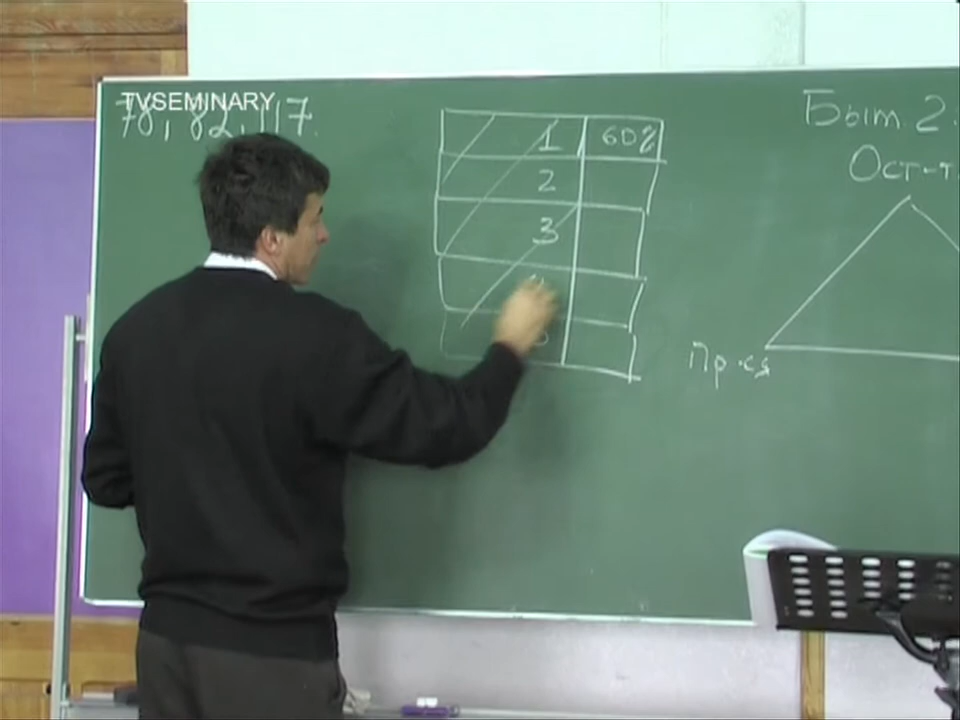 TVSEMINARY
78, 82, 117.
1 60%
2
3
Быт. 2
Ост-т
Пр-ся